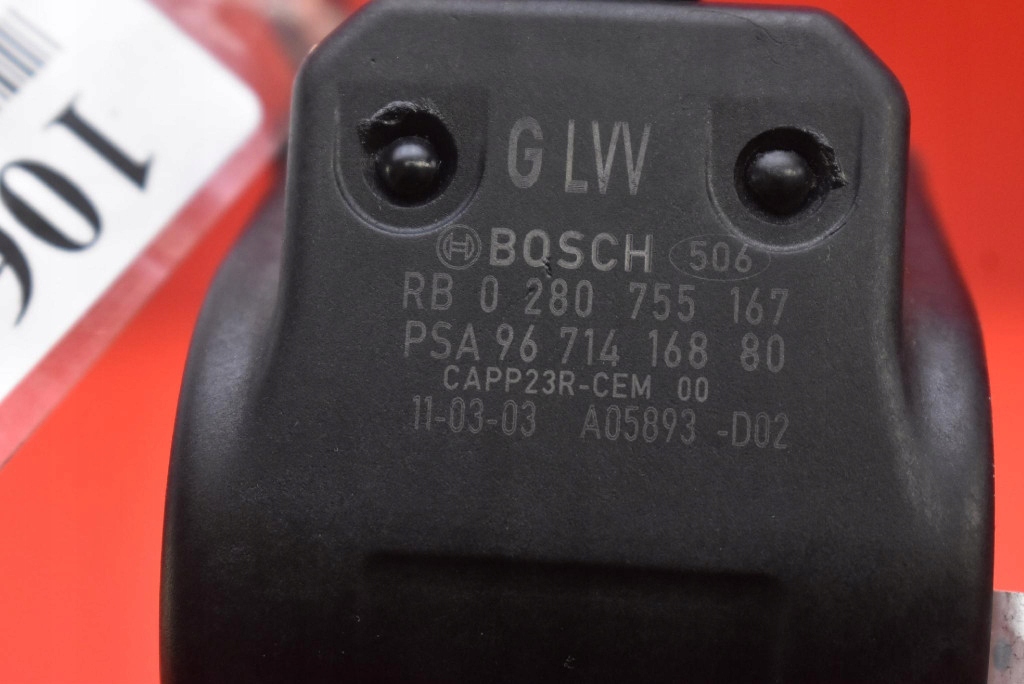 G LW
BOSCH 506
RB 0 280 755 167
PSA 96 714 168 80
CAPP23R-CEM 00
11-03-03 A05893 -D02